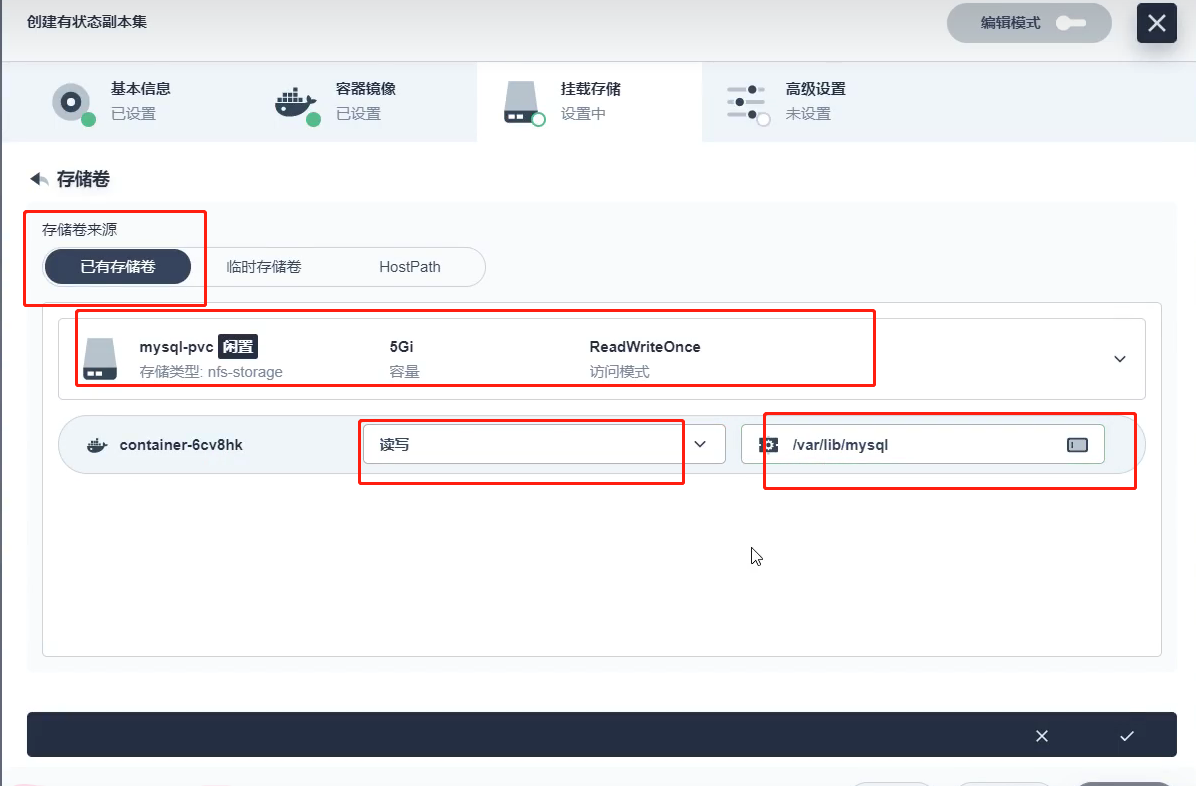 创建有状态副本集
编辑模式
基本信息
已设置
容器镜像
已设置
挂载存储
设置中
高级设置
未设置
存储卷
存储卷来源
已有存储卷
临时存储卷
HostPath
mysql-pvc 闲置
存储类型: nfs-storage
5Gi
容量
ReadWriteOnce
访问模式
container-6cv8hk
读写
/var/lib/mysql